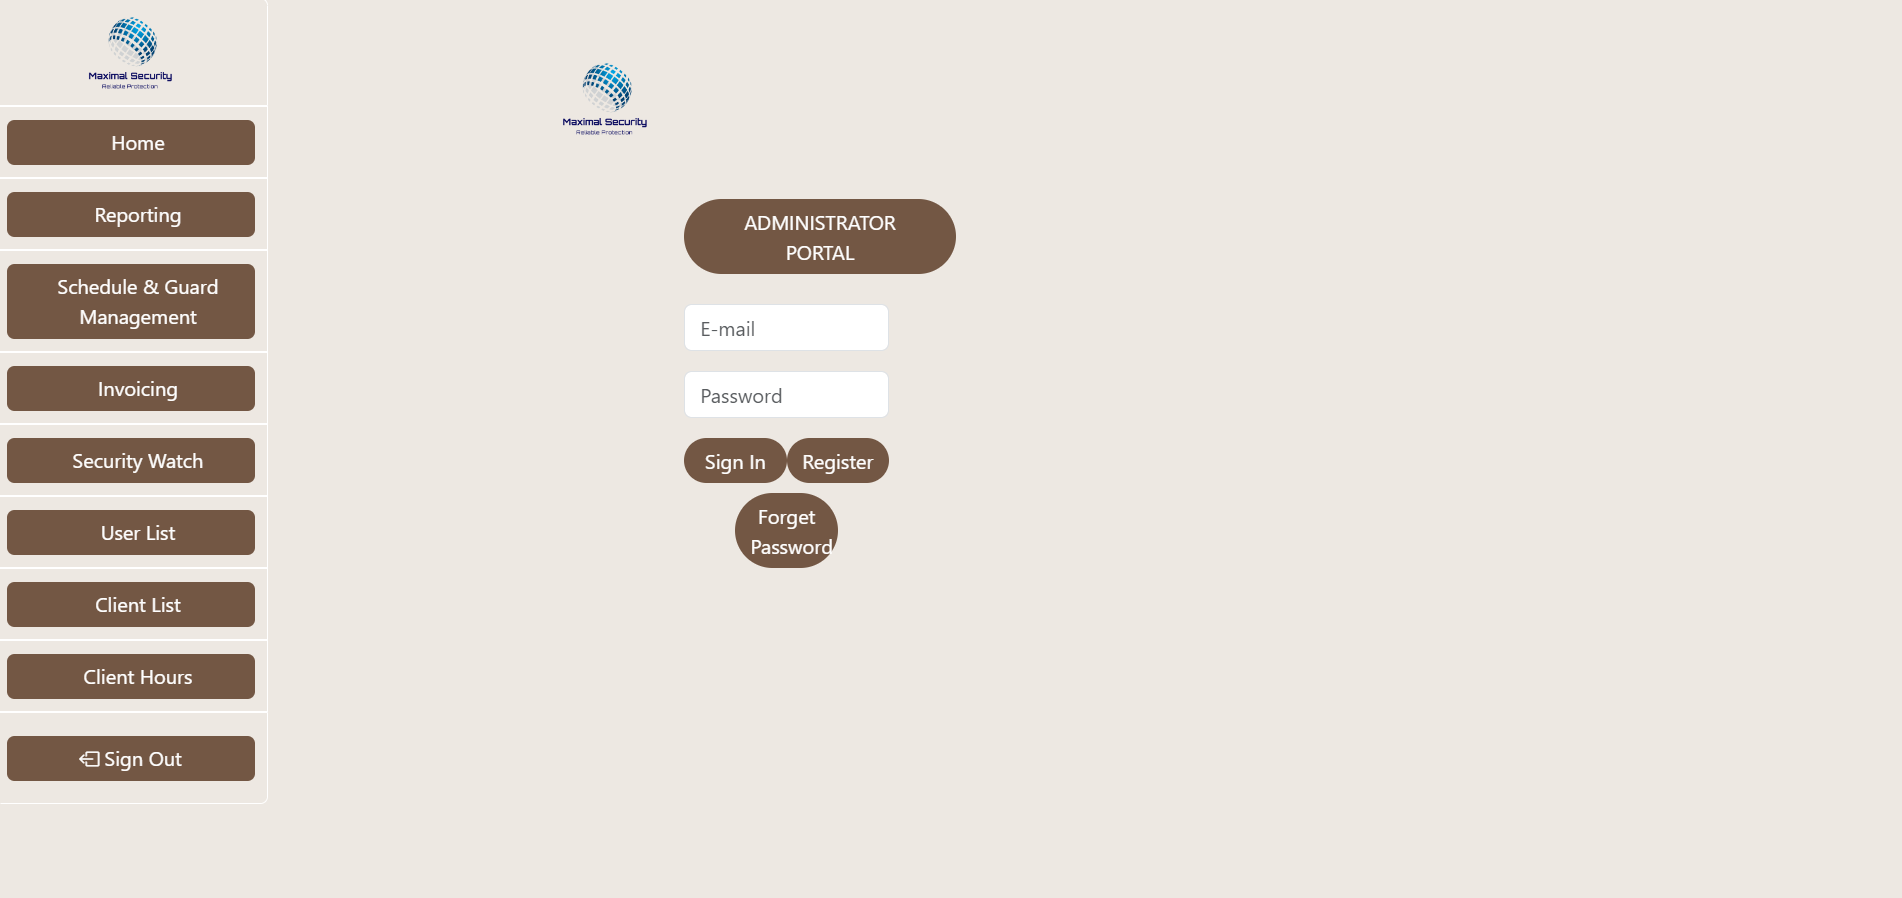 Maximal Security
Reliable Protection
Home
Reporting
Schedule & Guard
Management
Invoicing
Security Watch
User List
Client List
Client Hours
Sign Out
Maximal Security
Reliable Protection
ADMINISTRATOR
PORTAL
E-mail
Password
Sign In
Register
Forget
Password